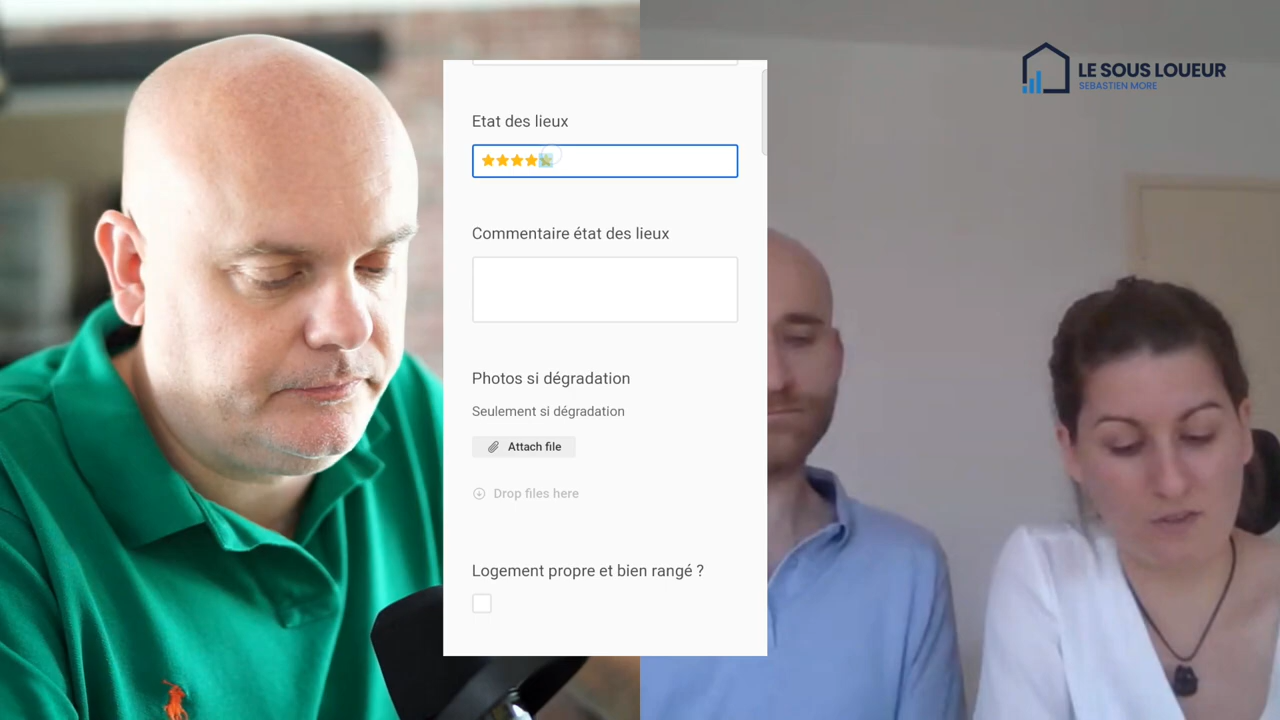 LE SOUS LOUEUR
SEBASTIEN MORE
Etat des lieux
Commentaire état des lieux
Photos si dégradation
Seulement si dégradation
Attach file
Drop files here
Logement propre et bien rangé ?